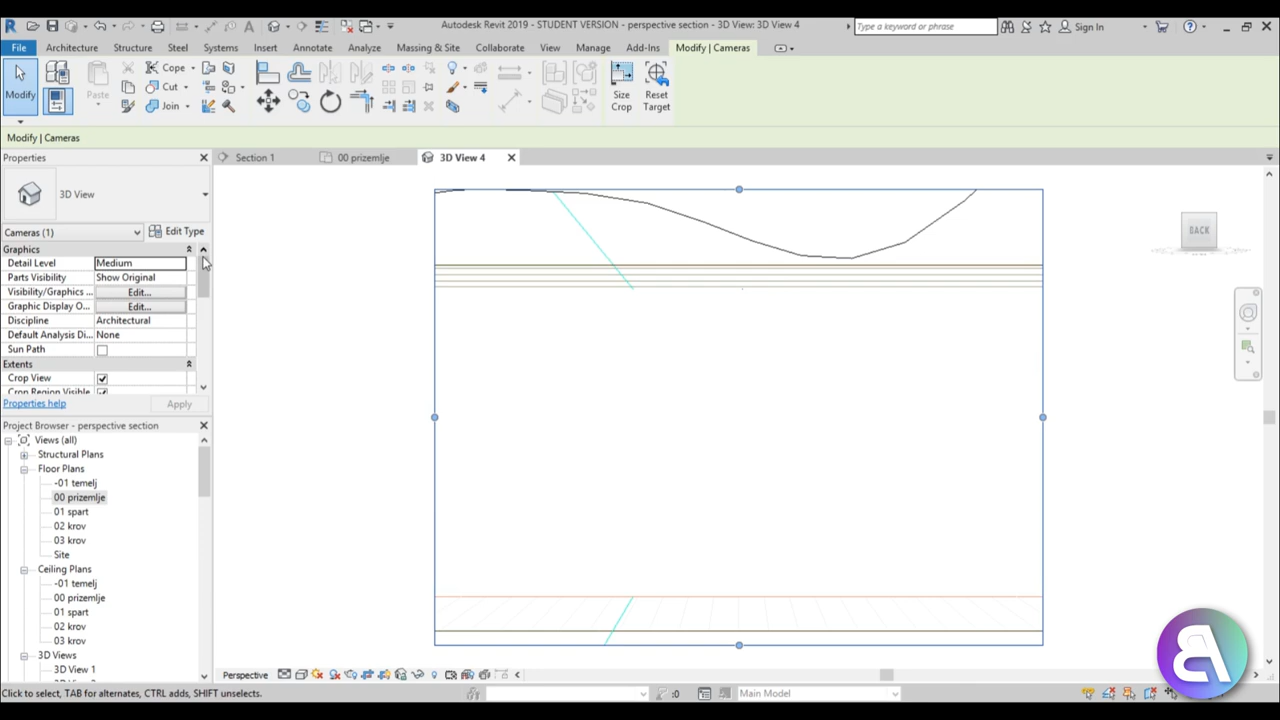 Autodesk Revit 2019 - STUDENT VERSION - perspective section - 3D View: 3D View 4
Type a keyword or phrase
Sign In
File Architecture Structure Steel Systems Insert Annotate Analyze Massing & Site Collaborate View Manage Add-Ins Modify | Cameras
Modify
Paste
Cope
Cut
Join
Size Crop
Reset Target
Modify | Cameras
Properties
Section 1
00 prizemlje
3D View 4
3D View
Cameras (1)
Edit Type
Graphics
Detail Level Medium
Parts Visibility Show Original
Visibility/Graphics ... Edit...
Graphic Display O... Edit...
Discipline Architectural
Default Analysis Di... None
Sun Path
Extents
Crop View
Crop Region Visible
Properties help
Apply
Project Browser - perspective section
Views (all)
Structural Plans
Floor Plans
-01 temelj
00 prizemlje
01 spart
02 krov
03 krov
Site
Ceiling Plans
-01 temelj
00 prizemlje
01 spart
02 krov
03 krov
3D Views
3D View 1
BACK
Perspective
Click to select, TAB for alternates, CTRL adds, SHIFT unselects.
:0
Main Model